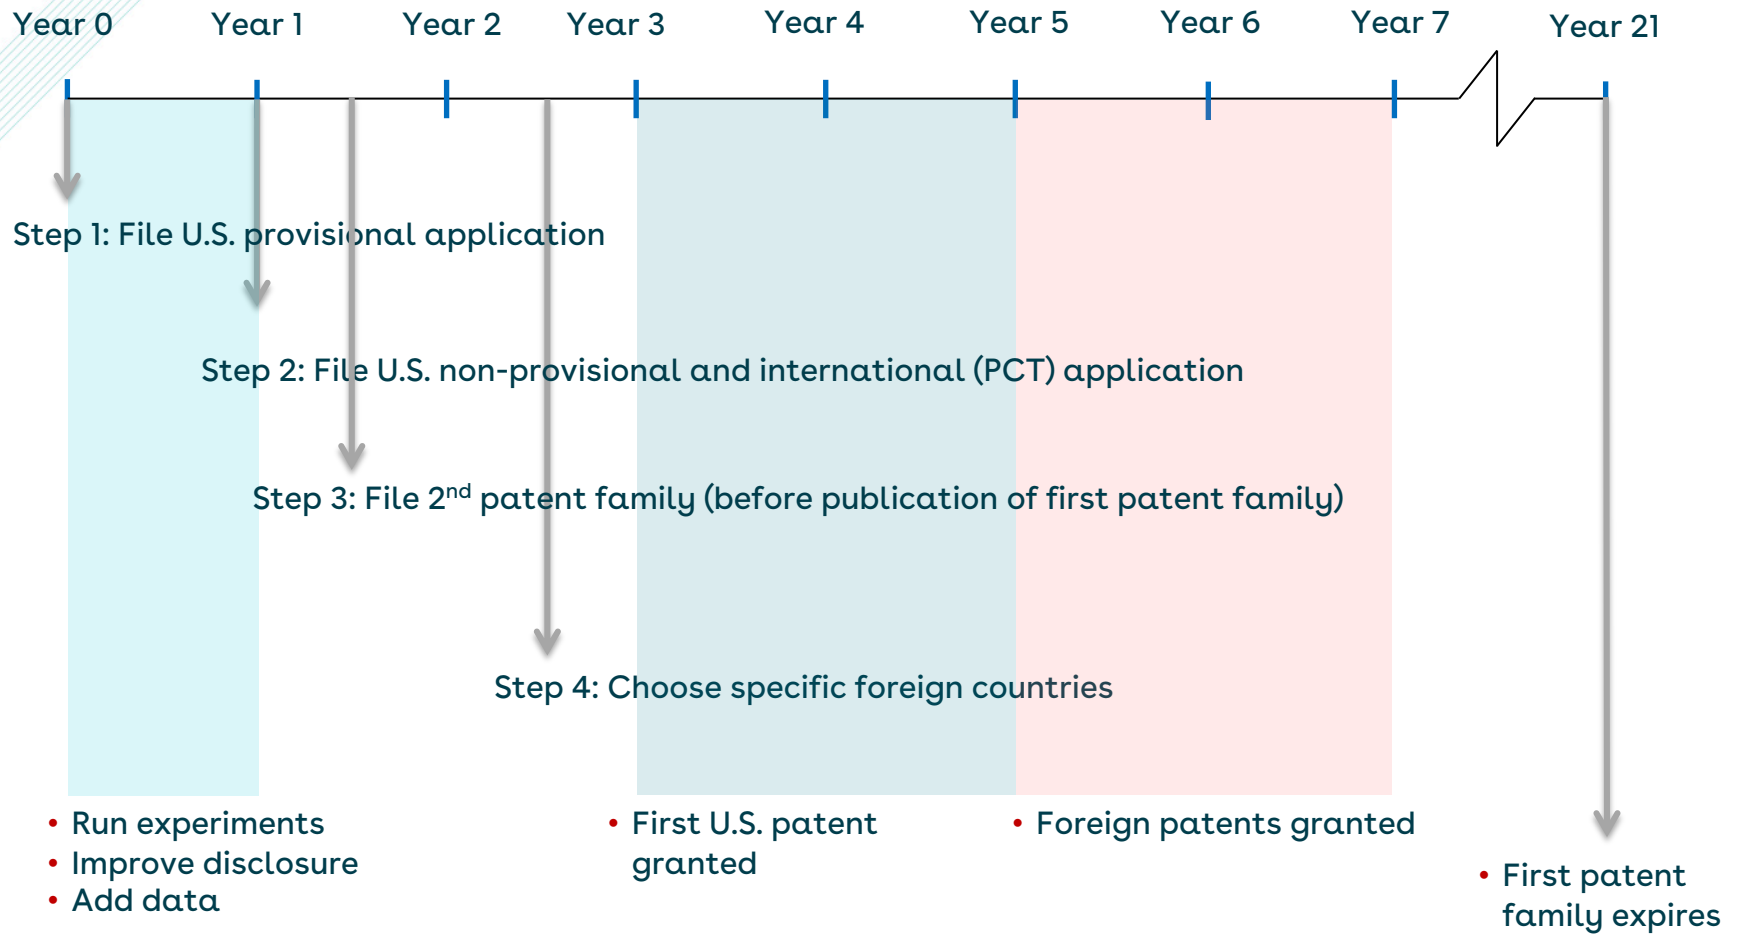 Year 0
Year 1
Year 2
Year 3
Year 4
Year 5
Year 6
Year 7
Year 21
Step 1: File U.S. provisional application
Step 2: File U.S. non-provisional and international (PCT) application
Step 3: File 2nd patent family (before publication of first patent family)
Step 4: Choose specific foreign countries
• Run experiments
• Improve disclosure
• Add data
• First U.S. patent
granted
• Foreign patents granted
• First patent
family expires